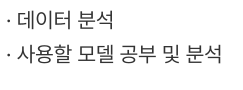 · 데이터 분석
· 사용할 모델 공부 및 분석